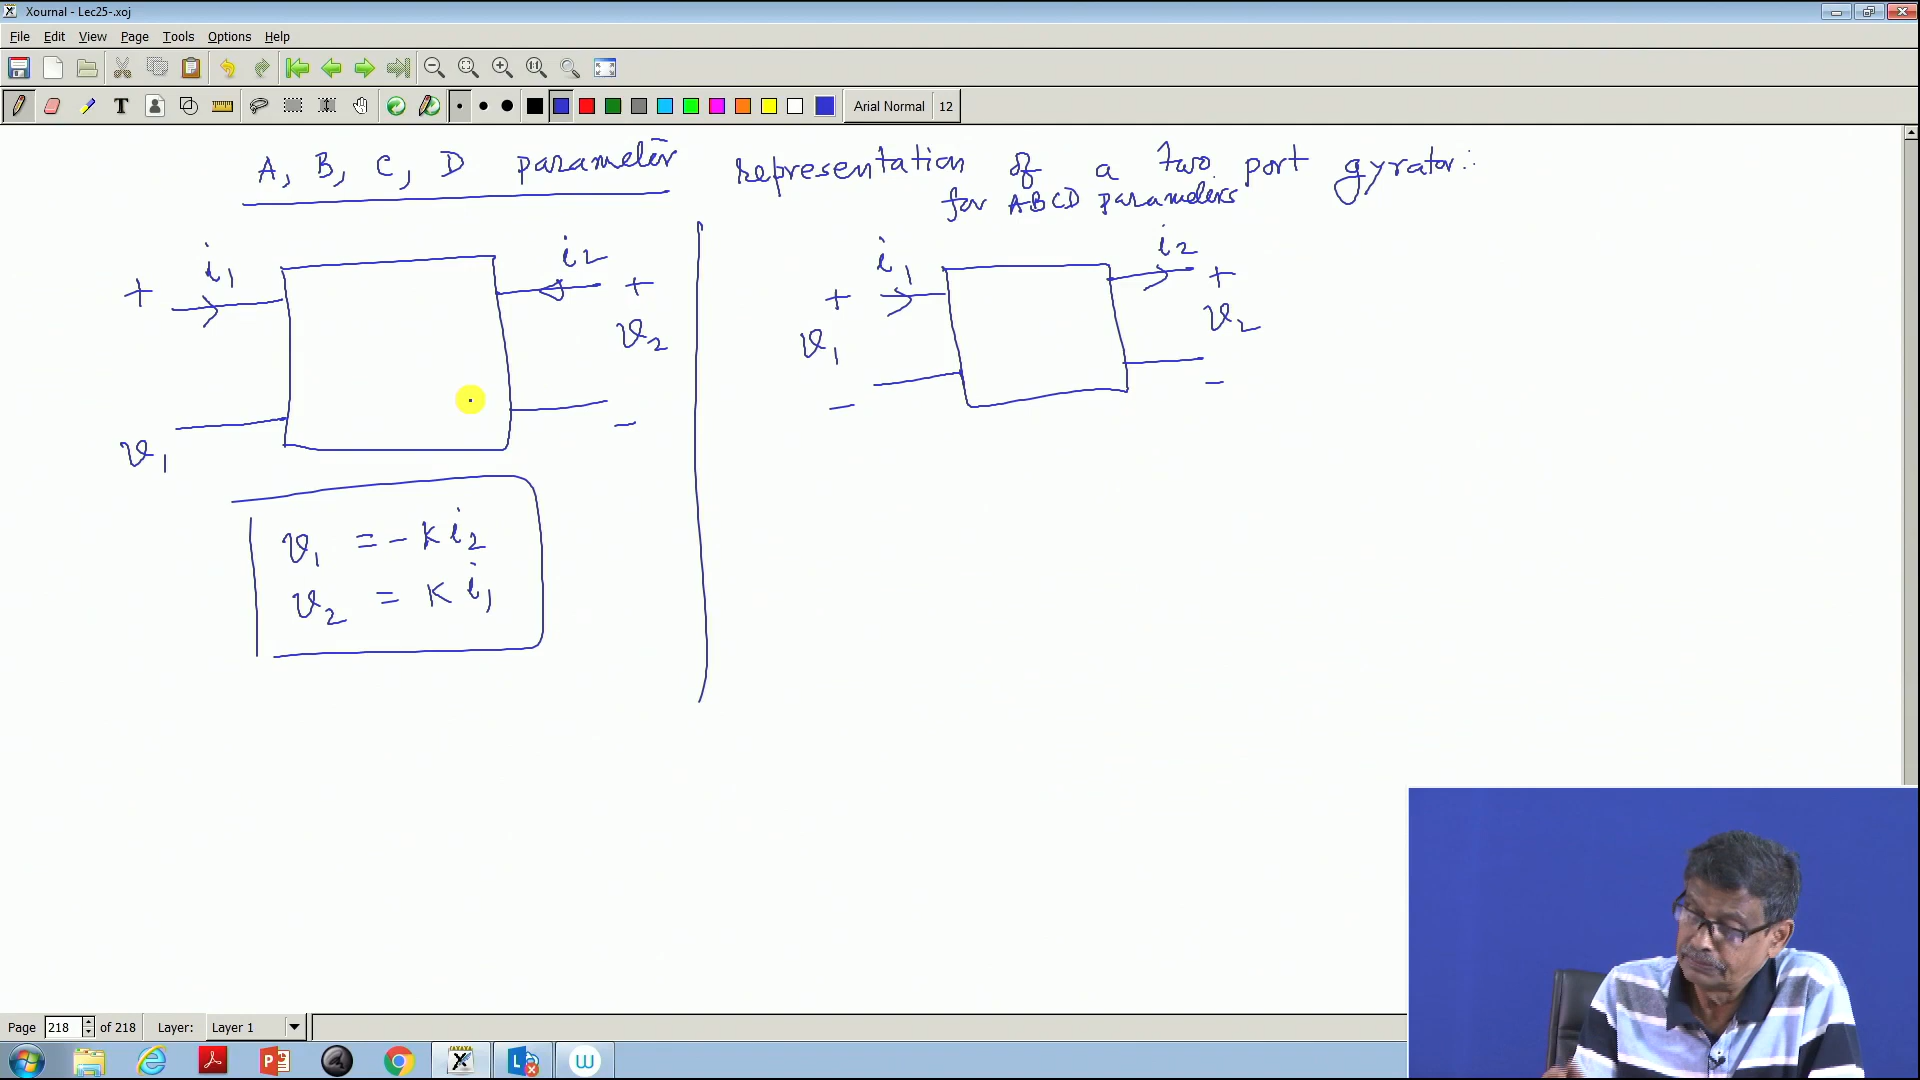 Xournal - Lec25-.xoj
File Edit View Page Tools Options Help
Arial Normal 12
A, B, C, D parameter representation of a two port gyrator:
for ABCD parameters
i1
i2
+
+
v2
v1
-
i1
i2
+
+
v1
v2
-
-
v1 = - K i2
v2 = K i1
Page 218 of 218 Layer: Layer 1